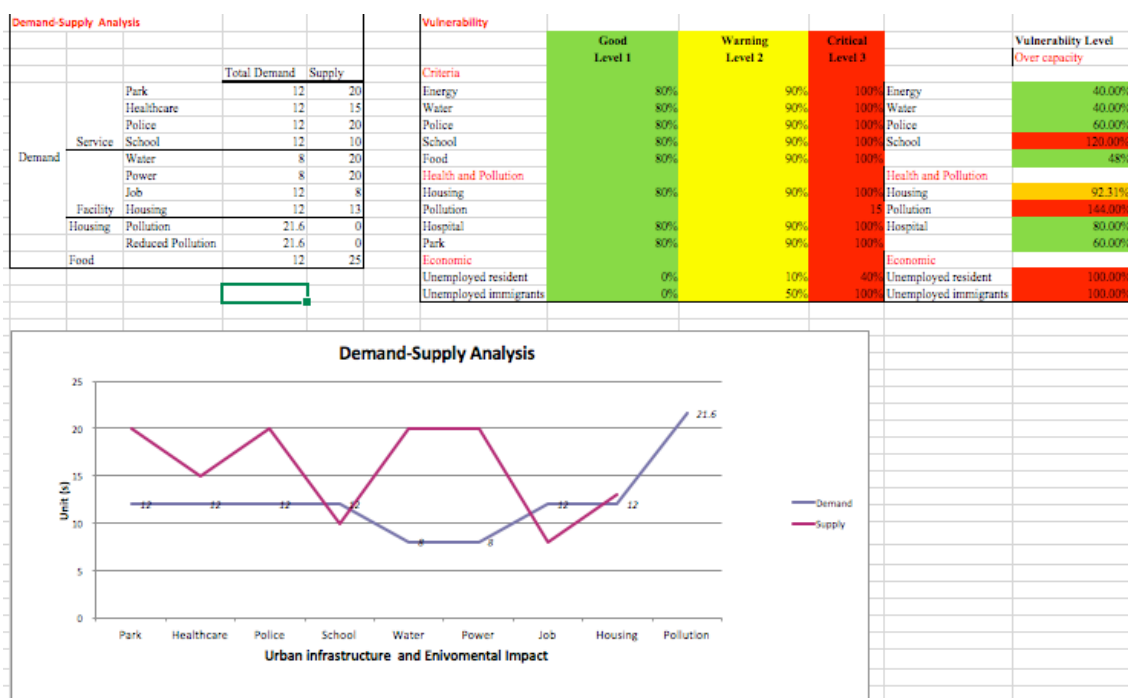 Demand-Supply Analysis
Total Demand Supply
Park 12 20
Healthcare 12 15
Police 12 20
Service School 12 10
Demand Water 8 20
Power 8 20
Job 12 8
Facility Housing 12 13
Housing Pollution 21.6 0
Reduced Pollution 21.6 0
Food 12 25
Vulnerability
Good Warning Critical Vulnerabiity Level
Level 1 Level 2 Level 3 Over capacity
Criteria
Energy 80% 90% 100% Energy 40.00%
Water 80% 90% 100% Water 40.00%
Police 80% 90% 100% Police 60.00%
School 80% 90% 100% School 120.00%
Food 80% 90% 100% 48%
Health and Pollution Health and Pollution
Housing 80% 90% 100% Housing 92.31%
Pollution 15 Pollution 144.00%
Hospital 80% 90% 100% Hospital 80.00%
Park 80% 90% 100% 60.00%
Economic Economic
Unemployed resident 0% 10% 40% Unemployed resident 100.00%
Unemployed immigrants 0% 50% 100% Unemployed immigrants 100.00%
Demand-Supply Analysis
25
20
15
10
5
0
Unit (s)
12 12 12 12 8 8 12 12 21.6
Demand
Supply
Park Healthcare Police School Water Power Job Housing Pollution
Urban infrastructure and Enivomental Impact